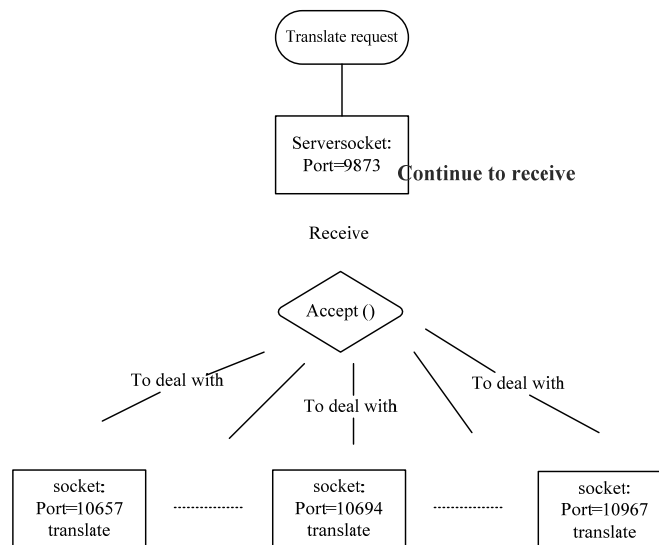 Translate request
Serversocket:
Port=9873
Continue to receive
Receive
Accept ()
To deal with
To deal with
To deal with
socket:
Port=10657
translate
socket:
Port=10694
translate
socket:
Port=10967
translate